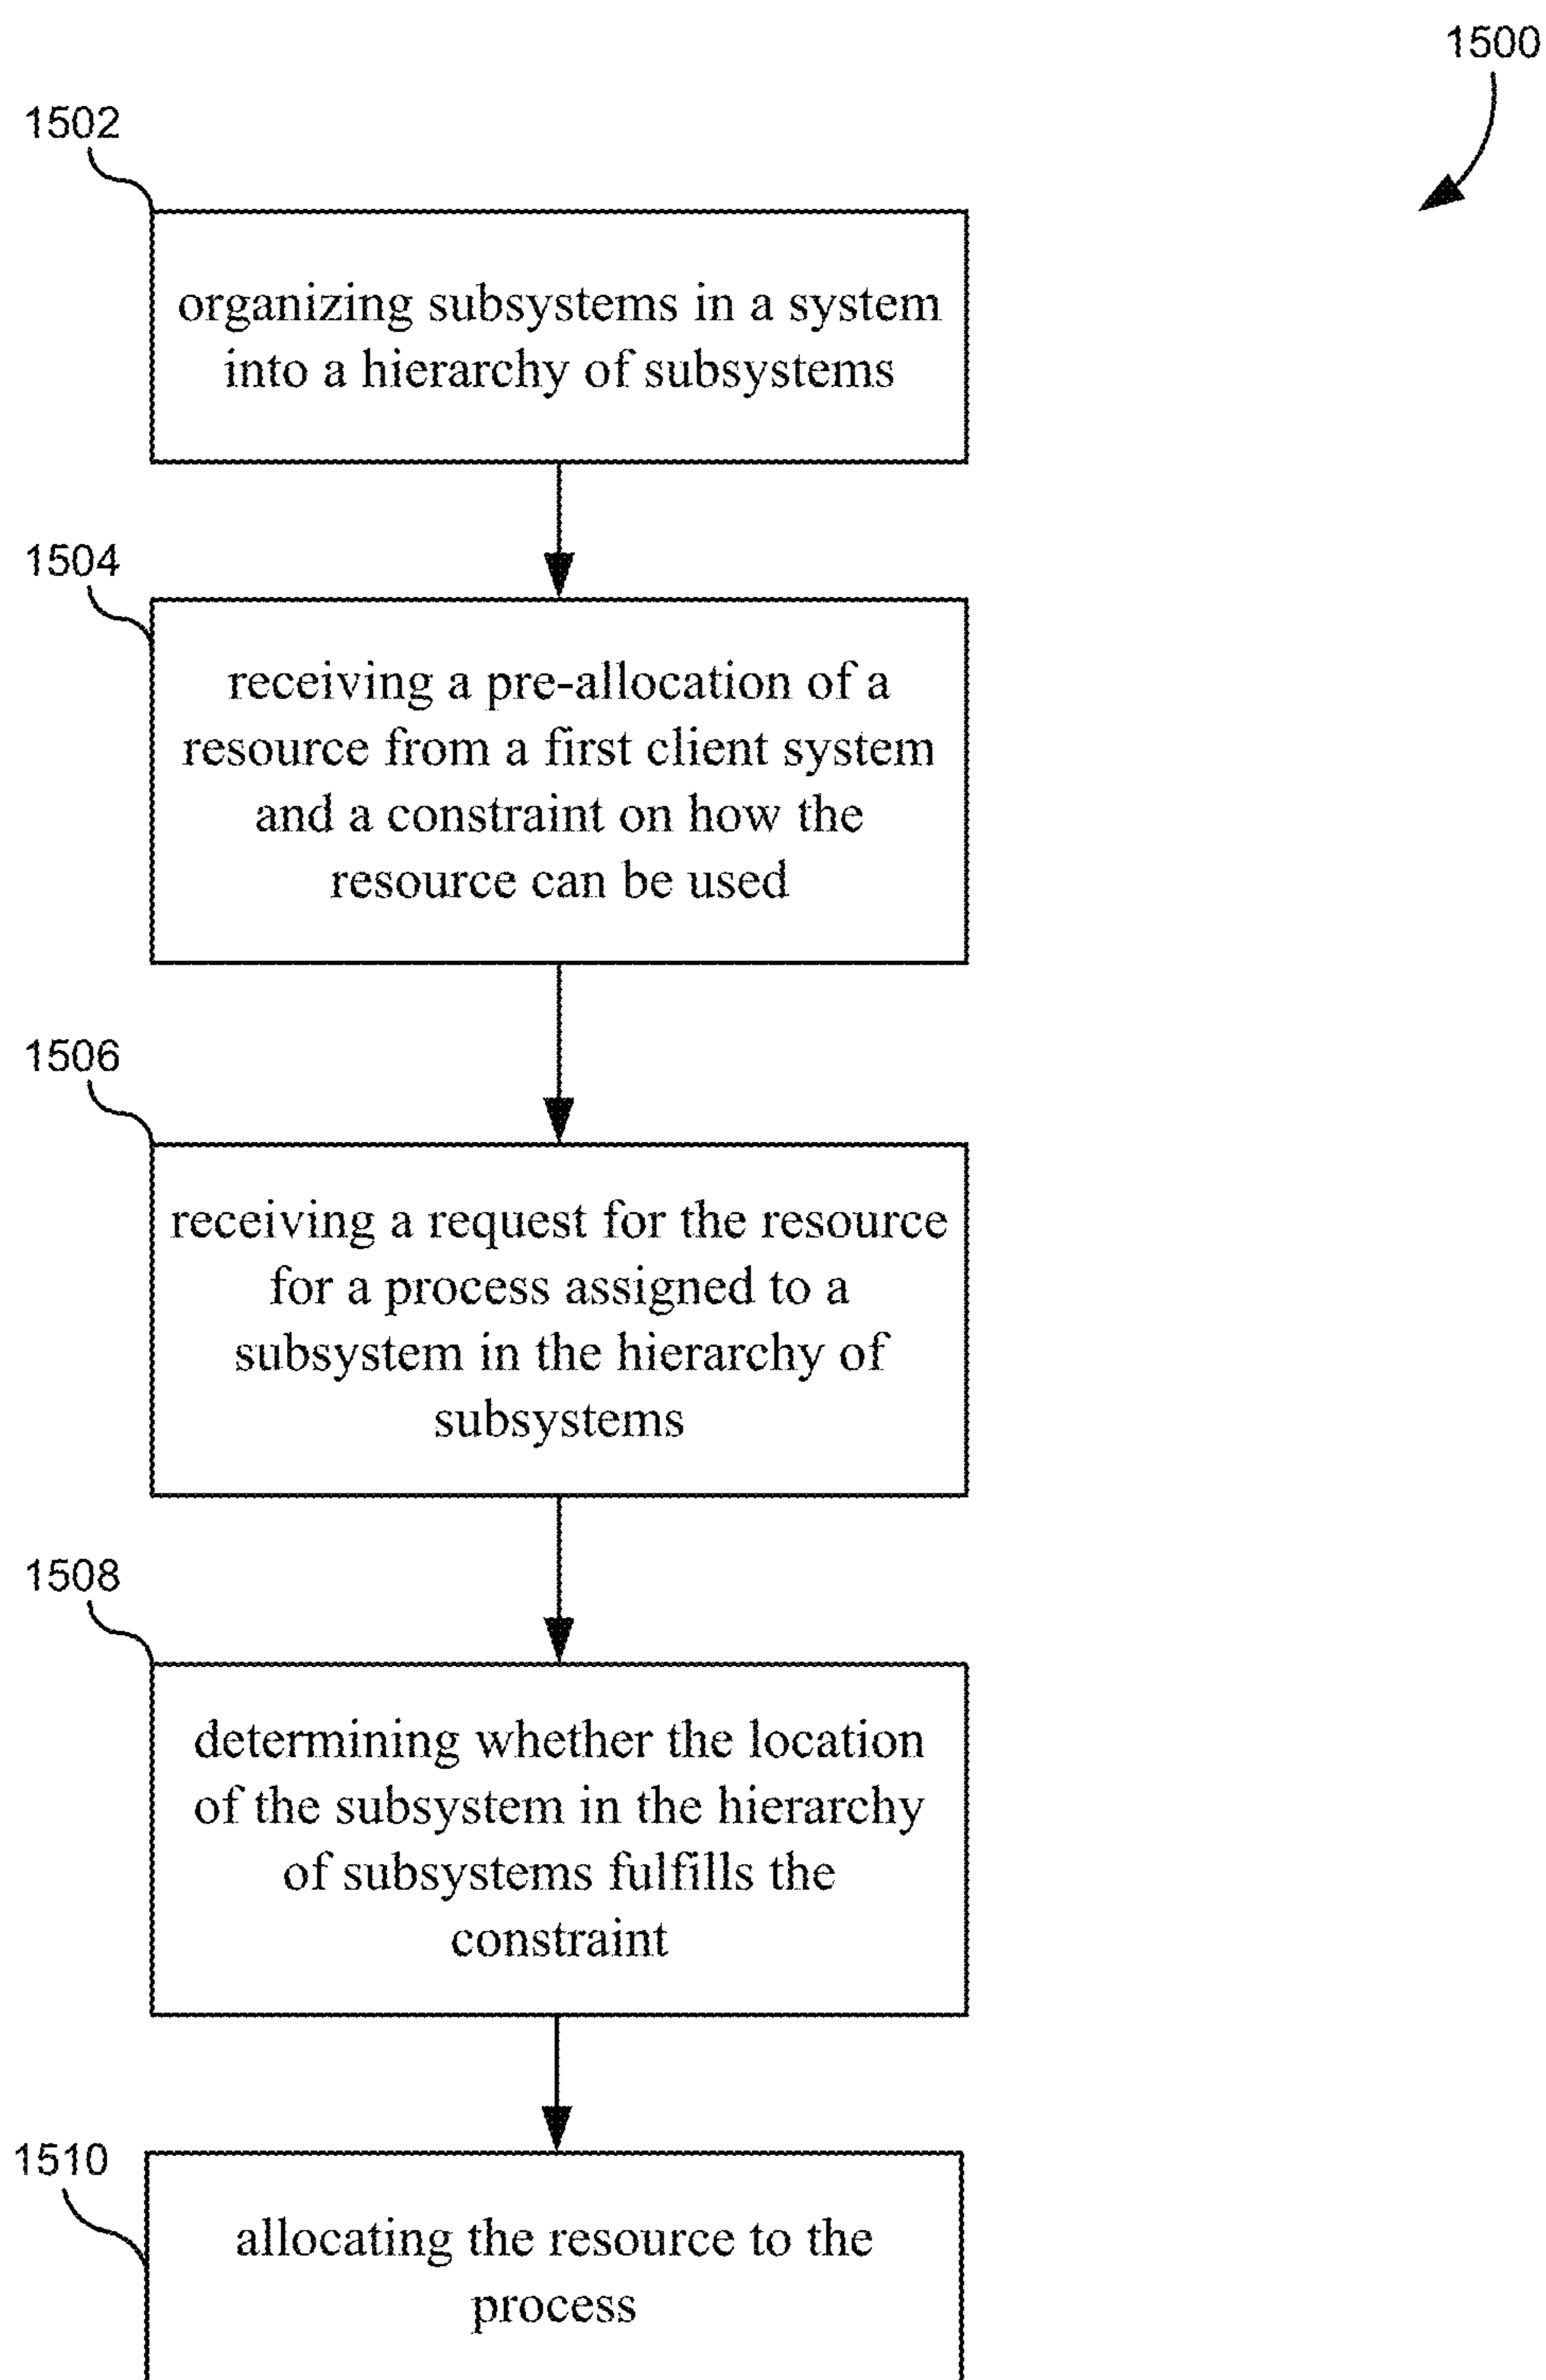 1500
1502
organizing subsystems in a system
into a hierarchy of subsystems
1504
receiving a pre-allocation of a
resource from a first client system
and a constraint on how the
resource can be used
1506
receiving a request for the resource
for a process assigned to a
subsystem in the hierarchy of
subsystems
1508
determining whether the location
of the subsystem in the hierarchy
of subsystems fulfills the
constraint
1510
allocating the resource to the
process